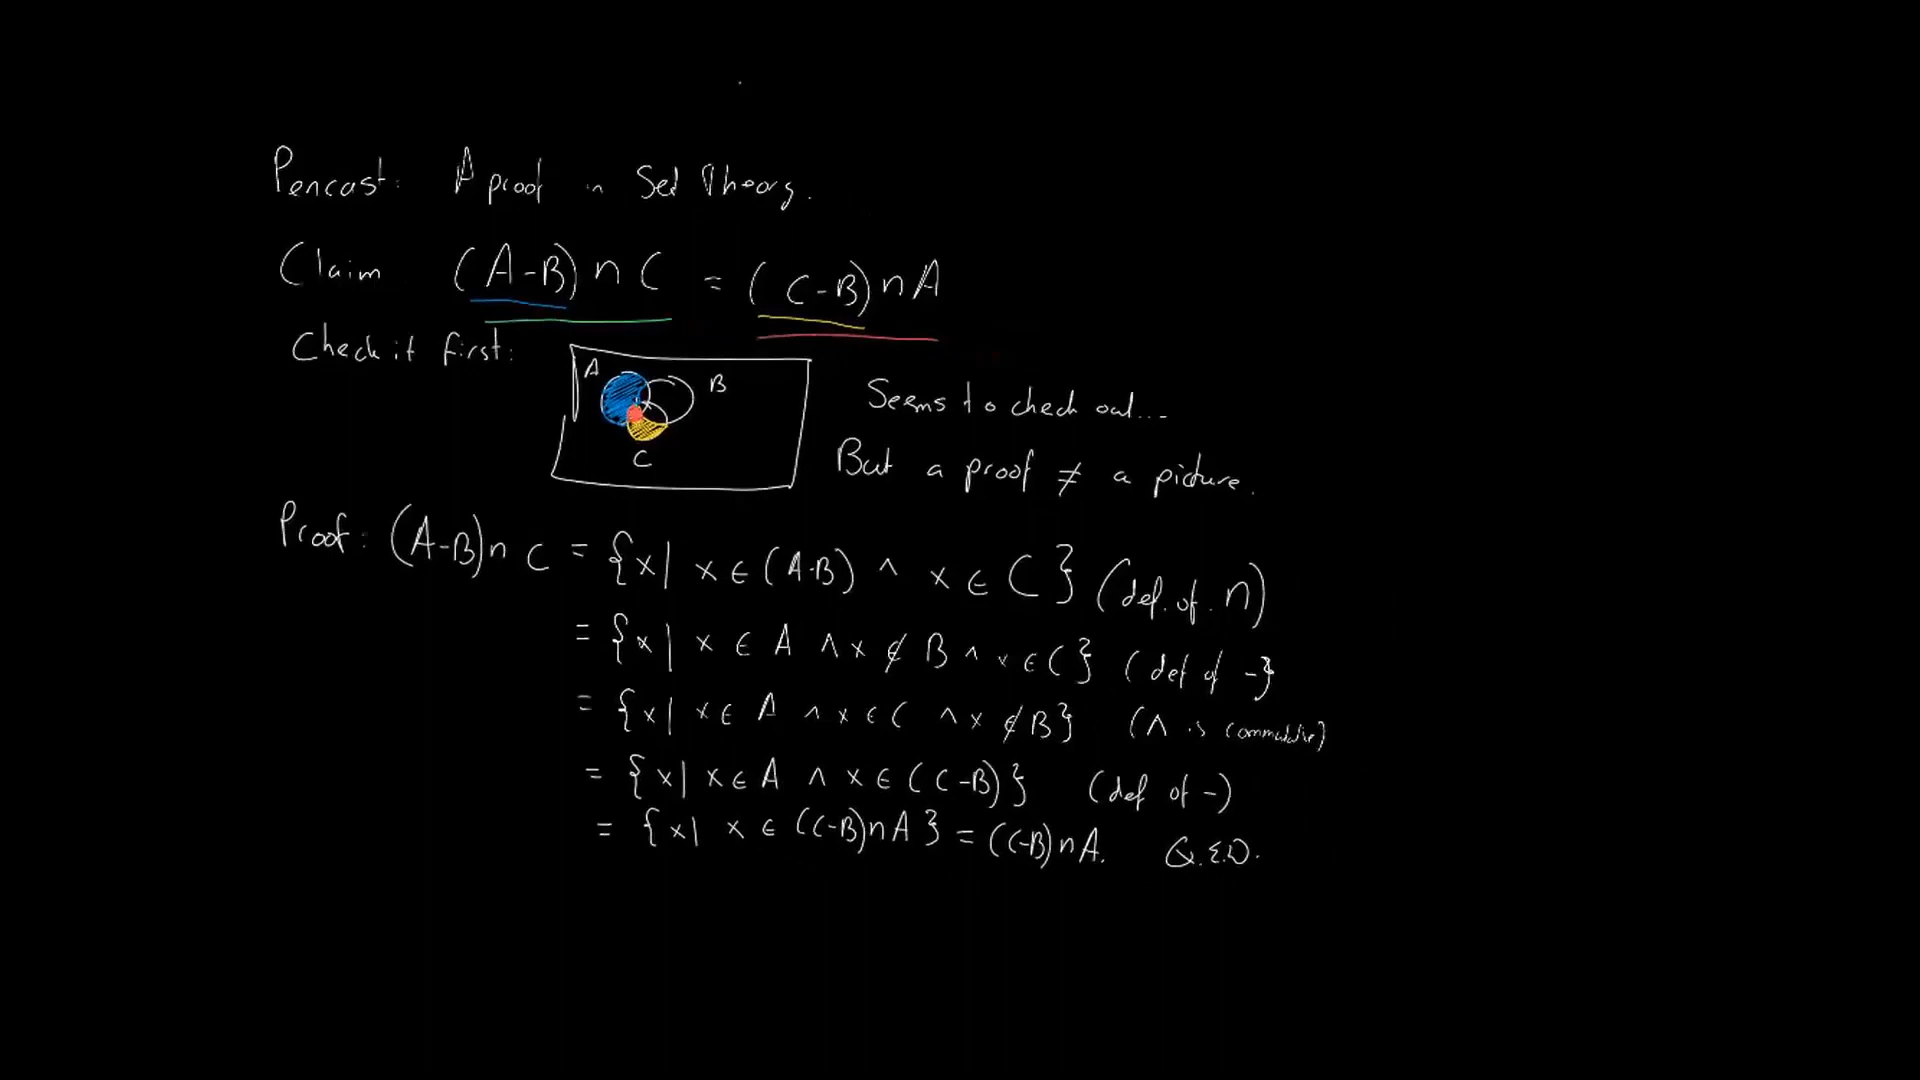 Pencast: A proof in Set Theory.
Claim (A-B) ∩ C = (C-B) ∩ A
Check it first:
A
B
C
Seems to check out...
But a proof ≠ a picture.
Proof: (A-B) ∩ C = {x| x ∈ (A-B) ∧ x ∈ C} (def. of. ∩)
= {x| x ∈ A ∧ x ∉ B ∧ x ∈ C} (def of -}
= {x| x ∈ A ∧ x ∈ C ∧ x ∉ B} (∧ is commutative)
= {x| x ∈ A ∧ x ∈ (C-B)} (def of -)
= {x| x ∈ (C-B) ∩ A } = (C-B) ∩ A. Q.E.D.